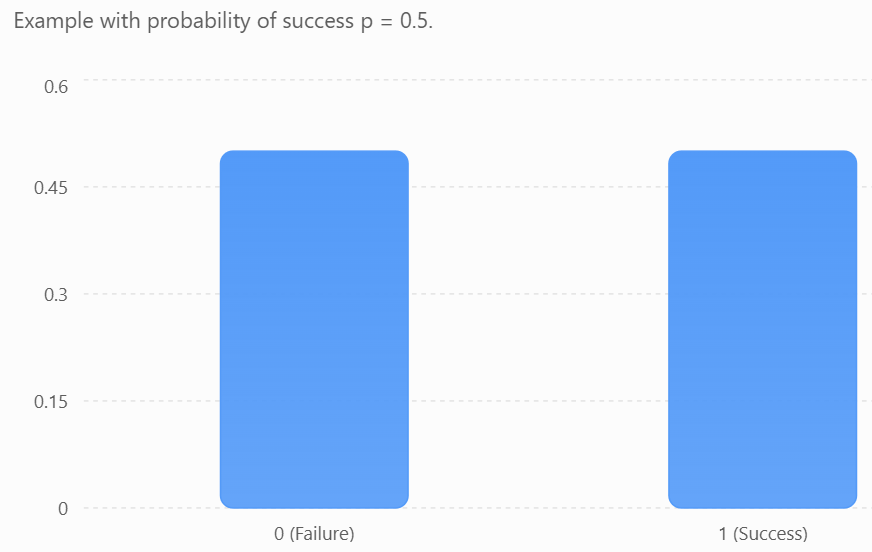 Example with probability of success p = 0.5.
0.6
0.45
0.3
0.15
0
0 (Failure)
1 (Success)